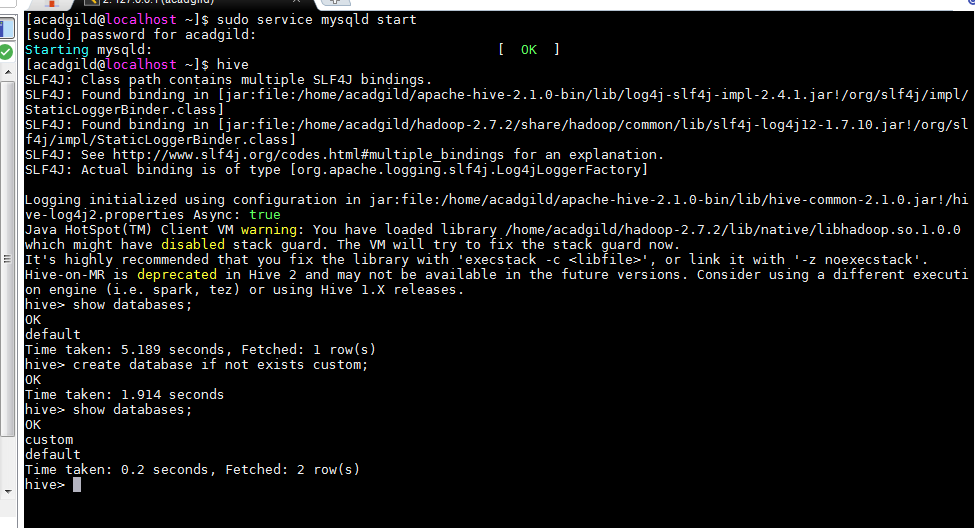 2. 127.0.0.1 (acadgild)
[acadgild@localhost ~]$ sudo service mysqld start
[sudo] password for acadgild:
Starting mysqld: [ OK ]
[acadgild@localhost ~]$ hive
SLF4J: Class path contains multiple SLF4J bindings.
SLF4J: Found binding in [jar:file:/home/acadgild/apache-hive-2.1.0-bin/lib/log4j-slf4j-impl-2.4.1.jar!/org/slf4j/impl/
StaticLoggerBinder.class]
SLF4J: Found binding in [jar:file:/home/acadgild/hadoop-2.7.2/share/hadoop/common/lib/slf4j-log4j12-1.7.10.jar!/org/sl
f4j/impl/StaticLoggerBinder.class]
SLF4J: See http://www.slf4j.org/codes.html#multiple_bindings for an explanation.
SLF4J: Actual binding is of type [org.apache.logging.slf4j.Log4jLoggerFactory]
Logging initialized using configuration in jar:file:/home/acadgild/apache-hive-2.1.0-bin/lib/hive-common-2.1.0.jar!/hi
ve-log4j2.properties Async: true
Java HotSpot(TM) Client VM warning: You have loaded library /home/acadgild/hadoop-2.7.2/lib/native/libhadoop.so.1.0.0
which might have disabled stack guard. The VM will try to fix the stack guard now.
It's highly recommended that you fix the library with 'execstack -c <libfile>', or link it with '-z noexecstack'.
Hive-on-MR is deprecated in Hive 2 and may not be available in the future versions. Consider using a different executi
on engine (i.e. spark, tez) or using Hive 1.X releases.
hive> show databases;
OK
default
Time taken: 5.189 seconds, Fetched: 1 row(s)
hive> create database if not exists custom;
OK
Time taken: 1.914 seconds
hive> show databases;
OK
custom
default
Time taken: 0.2 seconds, Fetched: 2 row(s)
hive>